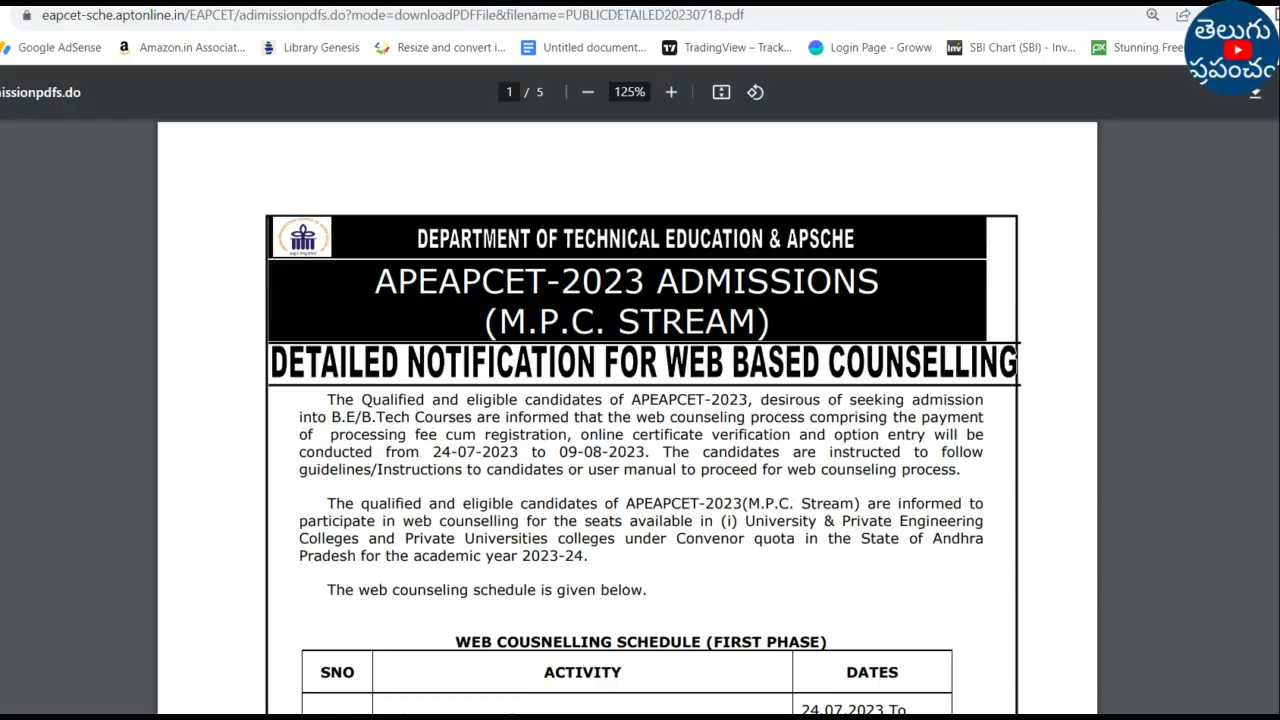 eapcet-sche.aptonline.in/EAPCET/adimissionpdfs.do?mode=downloadPDFFile&filename=PUBLICDETAILED20230718.pdf
Google AdSense Amazon.in Associat... Library Genesis Resize and convert i... Untitled document... TradingView – Track... Login Page - Groww SBI Chart (SBI) - Inv... Stunning Free
తెలుగు
ప్రపంచం
issionpdfs.do 1 / 5 — 125% +
DEPARTMENT OF TECHNICAL EDUCATION & APSCHE
APEAPCET-2023 ADMISSIONS
(M.P.C. STREAM)
DETAILED NOTIFICATION FOR WEB BASED COUNSELLING
The Qualified and eligible candidates of APEAPCET-2023, desirous of seeking admission
into B.E/B.Tech Courses are informed that the web counseling process comprising the payment
of processing fee cum registration, online certificate verification and option entry will be
conducted from 24-07-2023 to 09-08-2023. The candidates are instructed to follow
guidelines/Instructions to candidates or user manual to proceed for web counseling process.
The qualified and eligible candidates of APEAPCET-2023(M.P.C. Stream) are informed to
participate in web counselling for the seats available in (i) University & Private Engineering
Colleges and Private Universities colleges under Convenor quota in the State of Andhra
Pradesh for the academic year 2023-24.
The web counseling schedule is given below.
WEB COUSNELLING SCHEDULE (FIRST PHASE)
SNO ACTIVITY DATES
24.07.2023 To